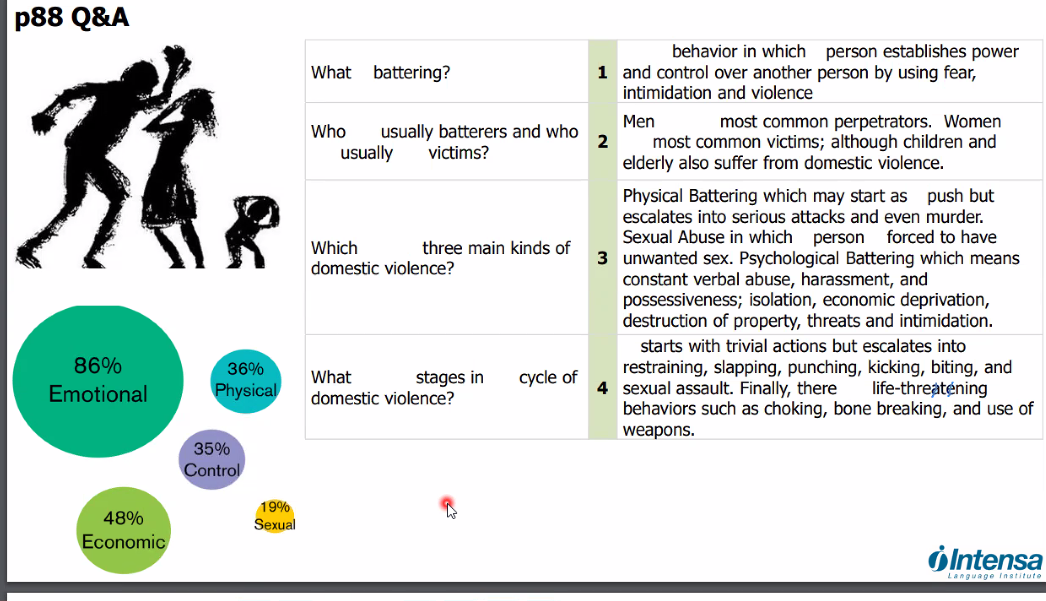 p88 Q&A
What battering?
1
behavior in which person establishes power
and control over another person by using fear,
intimidation and violence
Who usually batterers and who
usually victims?
2
Men most common perpetrators. Women
most common victims; although children and
elderly also suffer from domestic violence.
Which three main kinds of
domestic violence?
3
Physical Battering which may start as push but
escalates into serious attacks and even murder.
Sexual Abuse in which person forced to have
unwanted sex. Psychological Battering which means
constant verbal abuse, harassment, and
possessiveness; isolation, economic deprivation,
destruction of property, threats and intimidation.
What stages in cycle of
domestic violence?
4
starts with trivial actions but escalates into
restraining, slapping, punching, kicking, biting, and
sexual assault. Finally, there life-threatening
behaviors such as choking, bone breaking, and use of
weapons.
86%
Emotional
36%
Physical
35%
Control
48%
Economic
19%
Sexual
Intensa
Language Institute